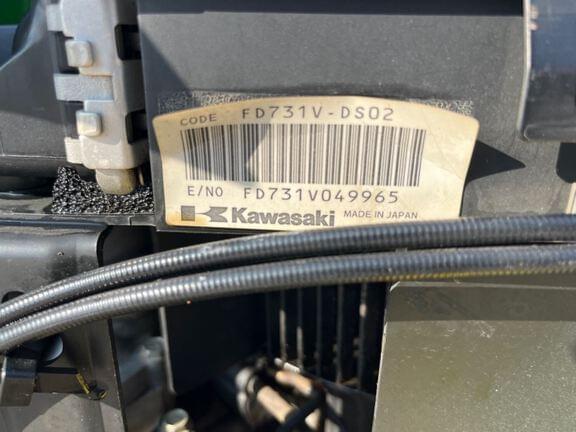 CODE FD731V-DS02
E/NO FD731V049965
Kawasaki MADE IN JAPAN